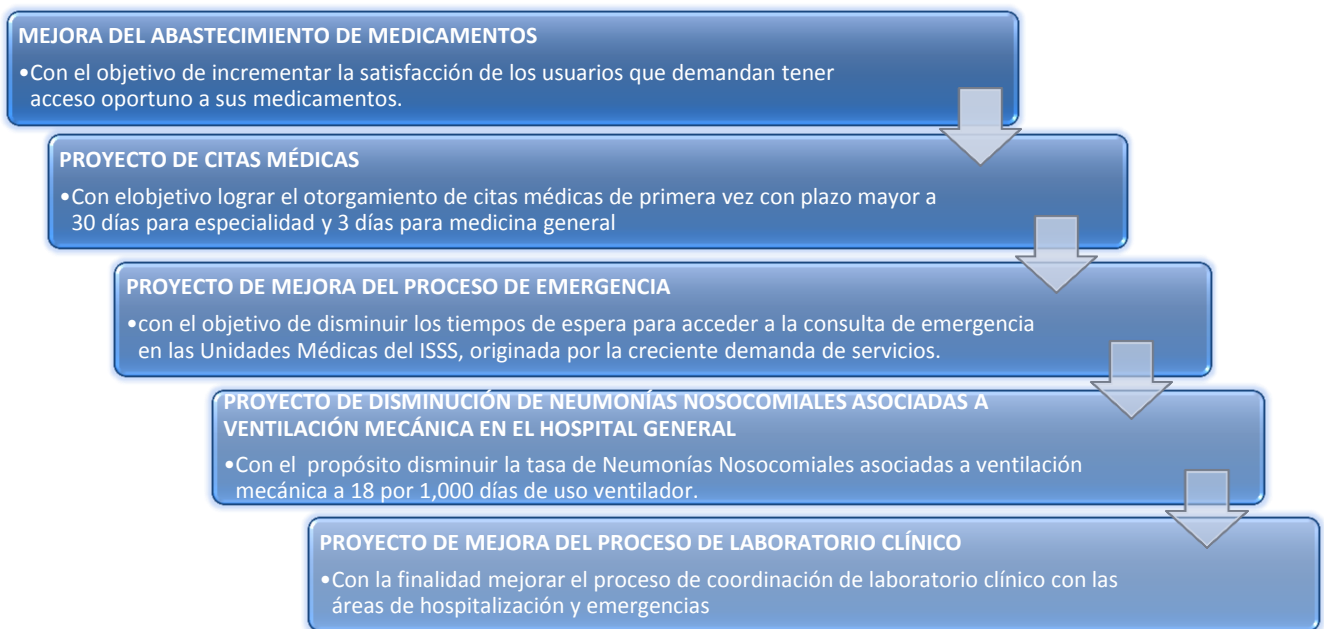 MEJORA DEL ABASTECIMIENTO DE MEDICAMENTOS
•Con el objetivo de incrementar la satisfacción de los usuarios que demandan tener
acceso oportuno a sus medicamentos.
PROYECTO DE CITAS MÉDICAS
•Con elobjetivo lograr el otorgamiento de citas médicas de primera vez con plazo mayor a
30 días para especialidad y 3 días para medicina general
PROYECTO DE MEJORA DEL PROCESO DE EMERGENCIA
•con el objetivo de disminuir los tiempos de espera para acceder a la consulta de emergencia
en las Unidades Médicas del ISSS, originada por la creciente demanda de servicios.
PROYECTO DE DISMINUCIÓN DE NEUMONÍAS NOSOCOMIALES ASOCIADAS A
VENTILACIÓN MECÁNICA EN EL HOSPITAL GENERAL
•Con el propósito disminuir la tasa de Neumonías Nosocomiales asociadas a ventilación
mecánica a 18 por 1,000 días de uso ventilador.
PROYECTO DE MEJORA DEL PROCESO DE LABORATORIO CLÍNICO
•Con la finalidad mejorar el proceso de coordinación de laboratorio clínico con las
áreas de hospitalización y emergencias